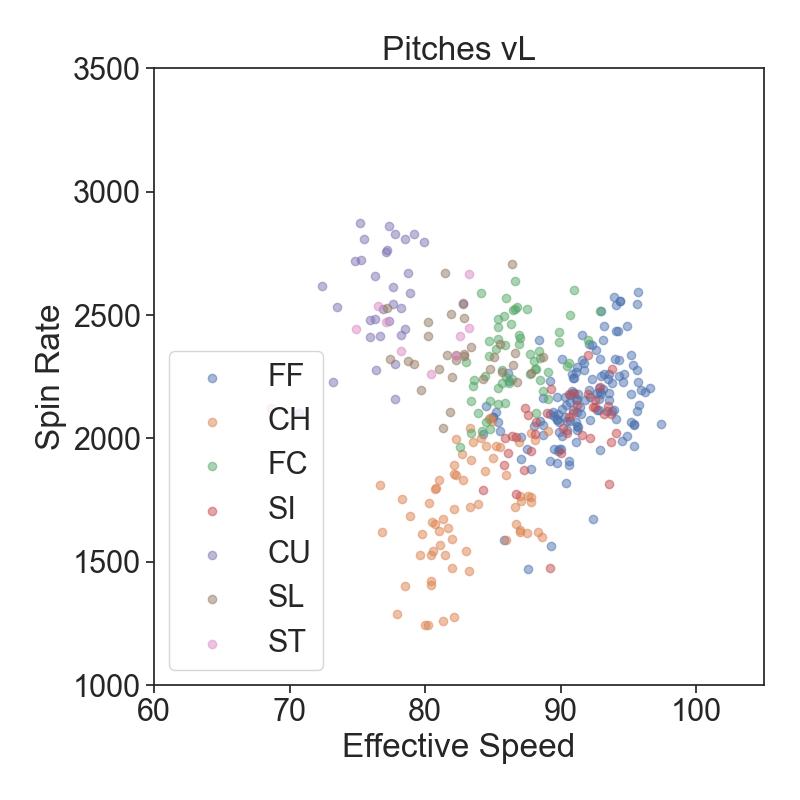 Pitches vL
3500
3000
2500
2000
1500
1000
Spin Rate
FF
CH
FC
SI
CU
SL
ST
60 70 80 90 100
Effective Speed